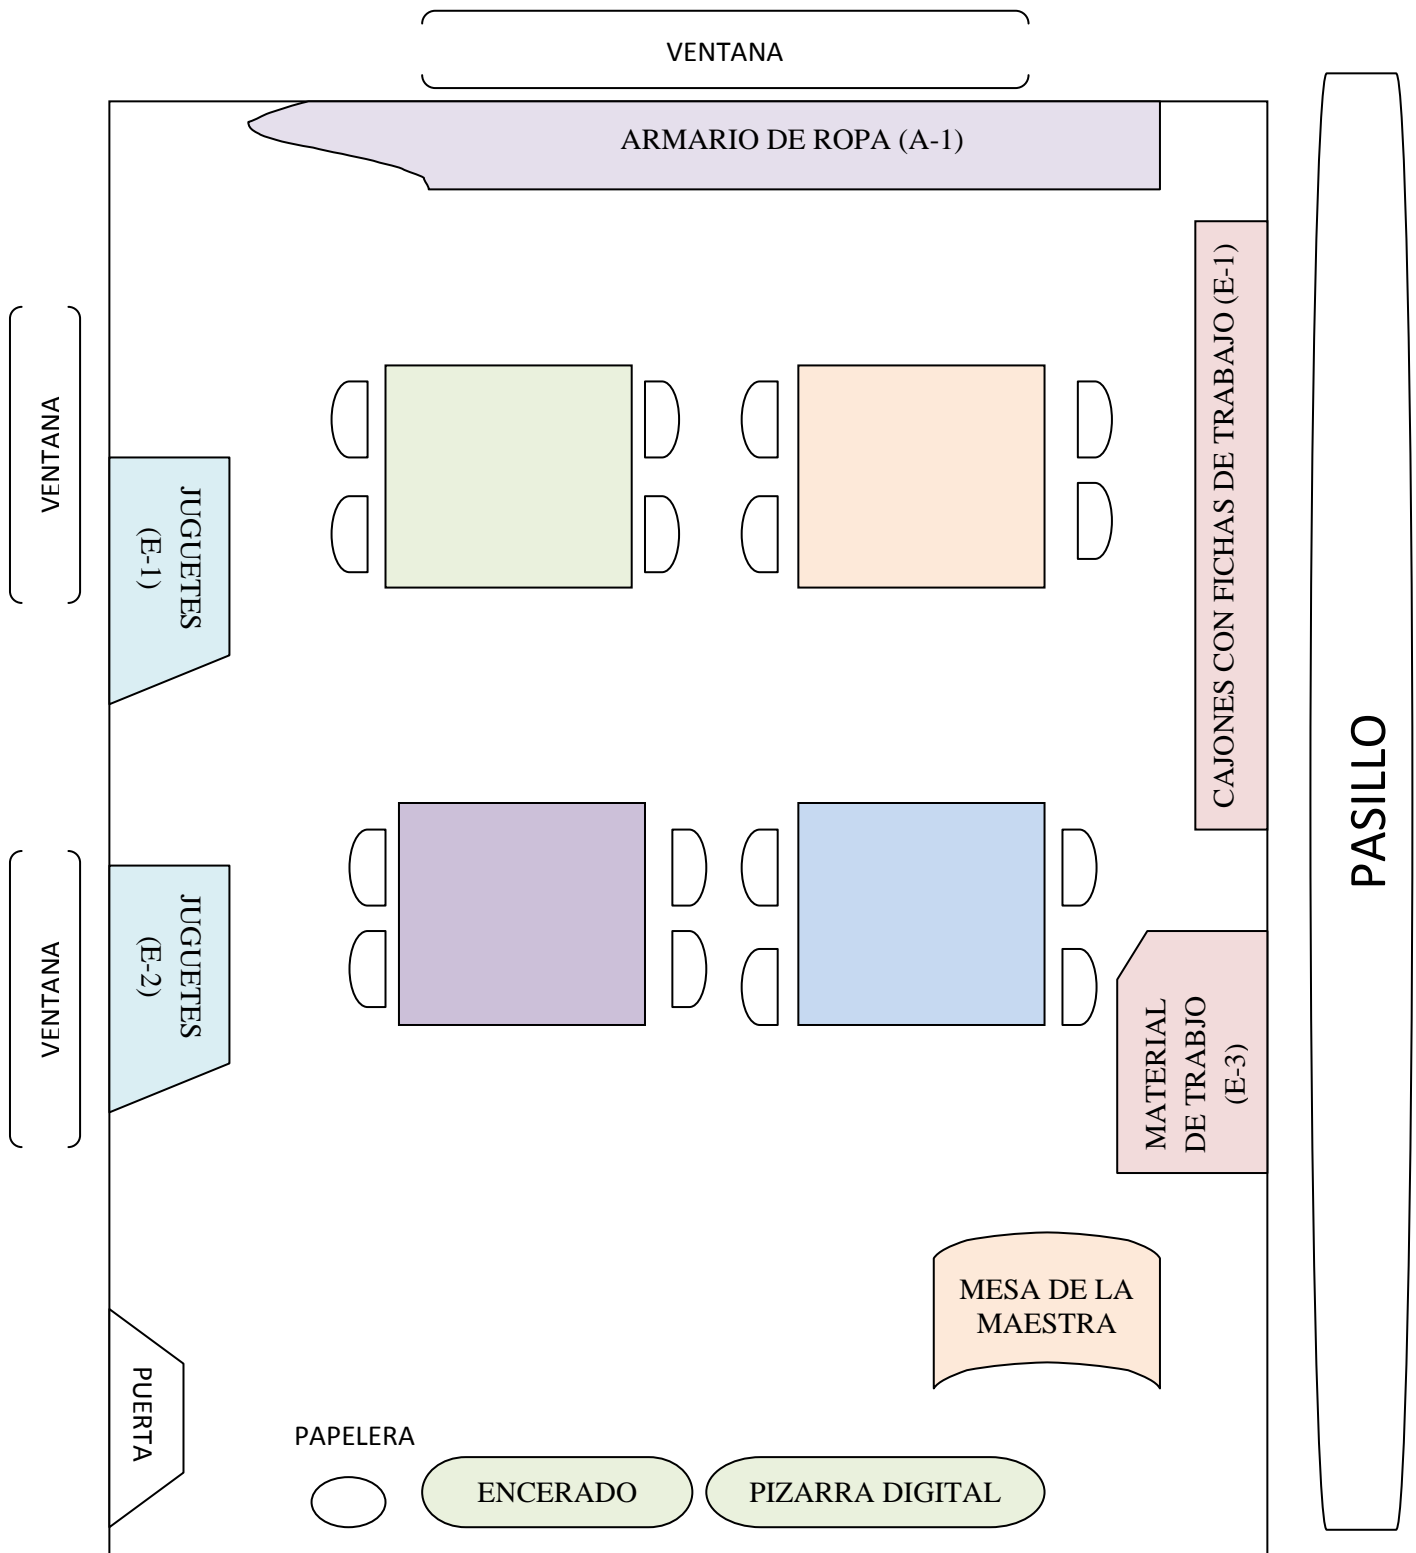 VENTANA
ARMARIO DE ROPA (A-1)
VENTANA
JUGUETES
(E-1)
CAJONES CON FICHAS DE TRABAJO (E-1)
PASILLO
VENTANA
JUGUETES
(E-2)
MATERIAL
DE TRABJO
(E-3)
MESA DE LA
MAESTRA
PUERTA
PAPELERA
ENCERADO
PIZARRA DIGITAL